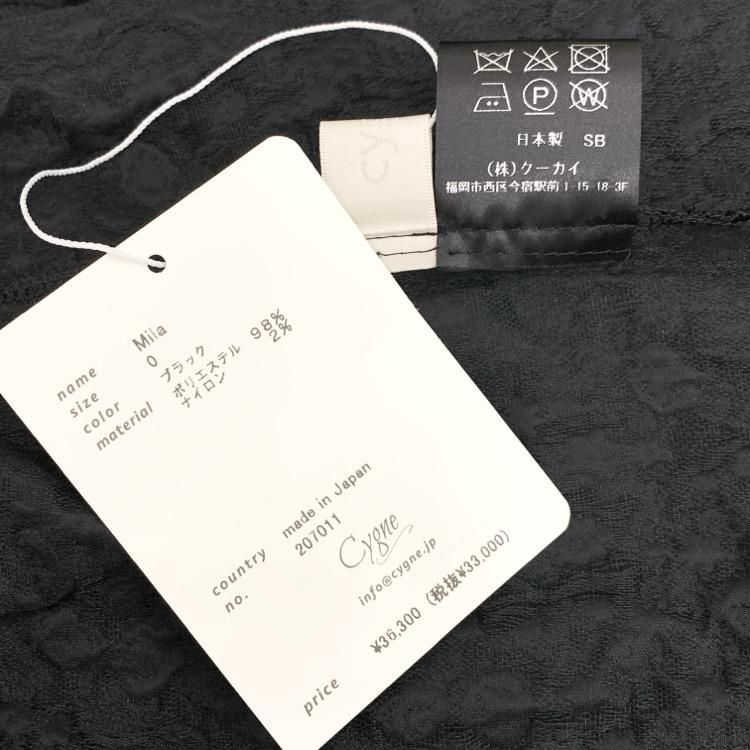 cy
日本製 SB
(株)クーカイ
福岡市西区今宿駅前1-15-18-3F
name Mila
size 0
color ブラック
material ポリエステル 98%
ナイロン 2%
country made in Japan
no. 207011
Cygne
info@cygne.jp
price ¥36,300 (税抜¥33,000)